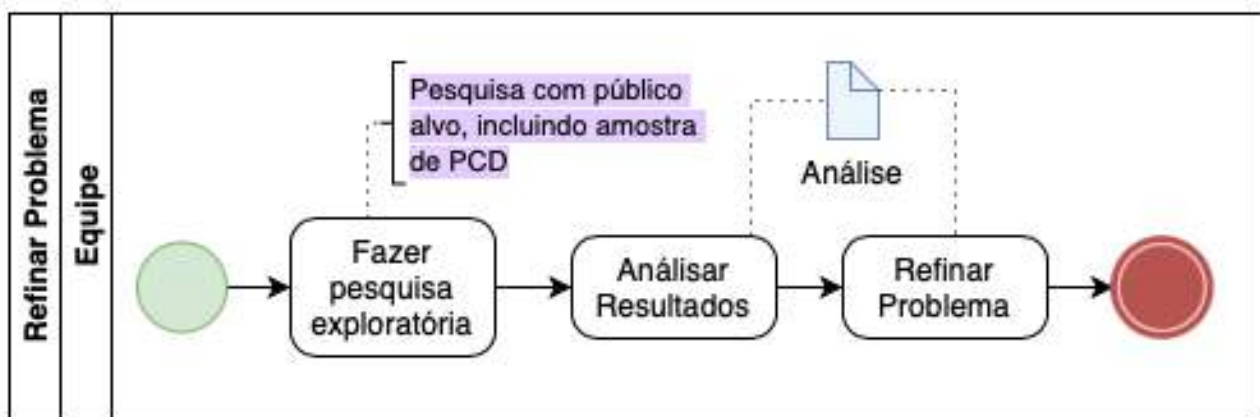 Refinar Problema
Equipe
Pesquisa com público
alvo, incluindo amostra
de PCD
Análise
Fazer
pesquisa
exploratória
Análisar
Resultados
Refinar
Problema